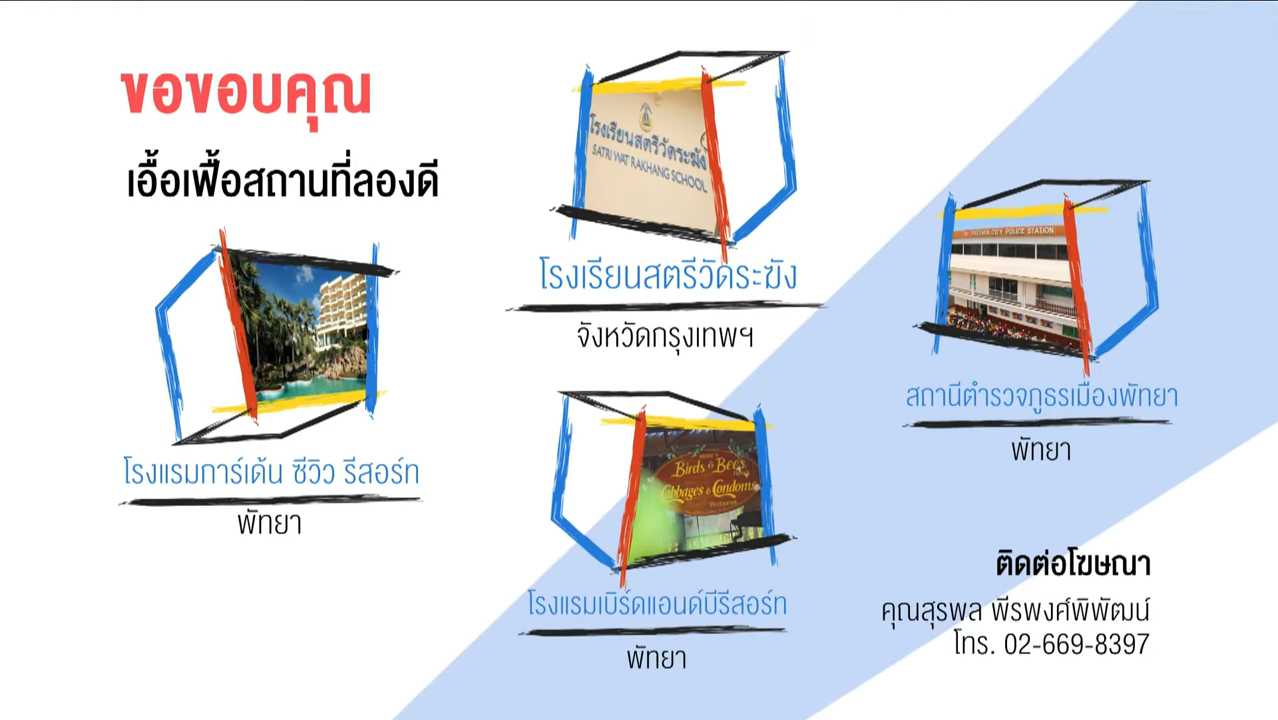 ขอขอบคุณ
เอื้อเฟื้อสถานที่ลองดี
โรงเรียนสตรีวัดระฆัง
SATRI WAT RAKHANG SCHOOL
โรงเรียนสตรีวัดระฆัง
จังหวัดกรุงเทพฯ
PATTAYA CITY POLICE STATION
สถานีตำรวจภูธรเมืองพัทยา
พัทยา
โรงแรมการ์เด้น ซีวิว รีสอร์ท
พัทยา
Birds & Bees
Cabbages & Condoms
Restaurant
โรงแรมเบิร์ดแอนด์บีรีสอร์ท
พัทยา
ติดต่อโฆษณา
คุณสุรพล พีรพงศ์พิพัฒน์
โทร. 02-669-8397